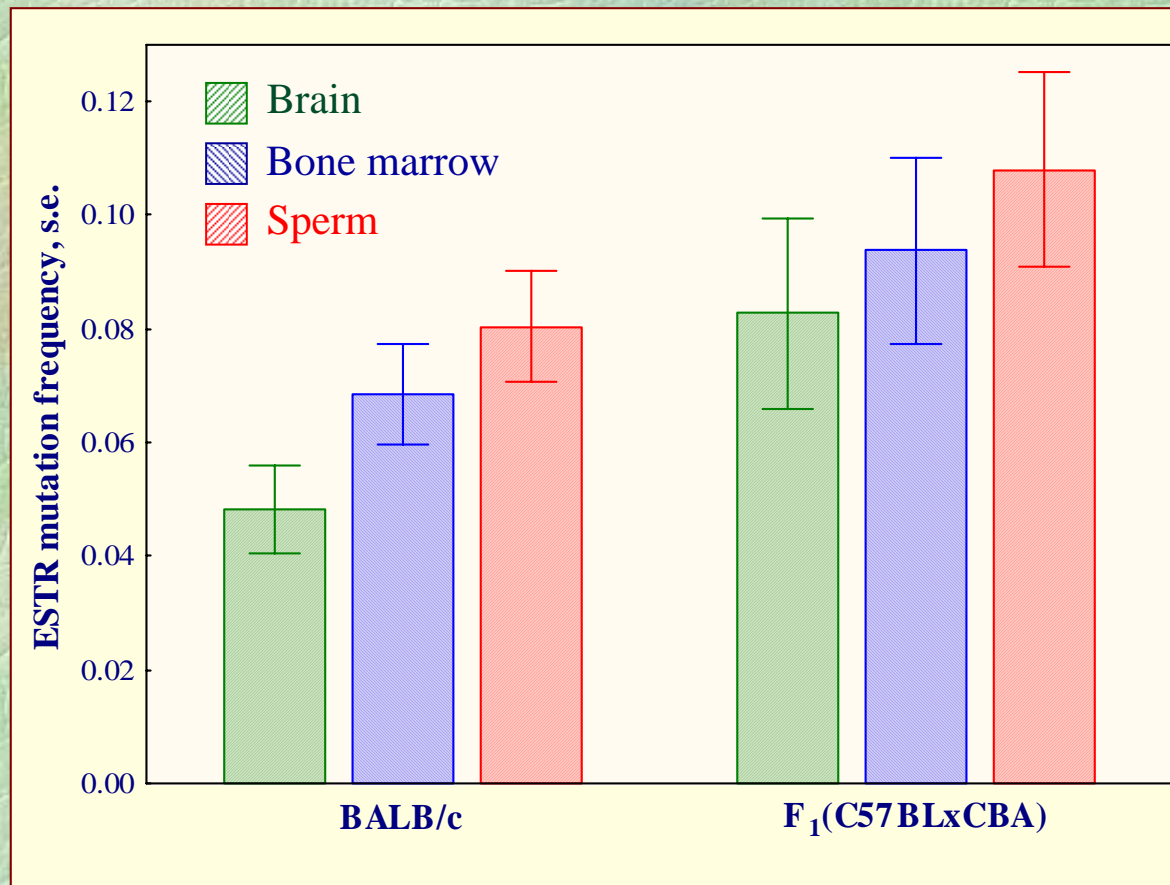 Brain
Bone marrow
Sperm
ESTR mutation frequency, s.e.
0.12
0.10
0.08
0.06
0.04
0.02
0.00
BALB/c
F₁(C57BLxCBA)